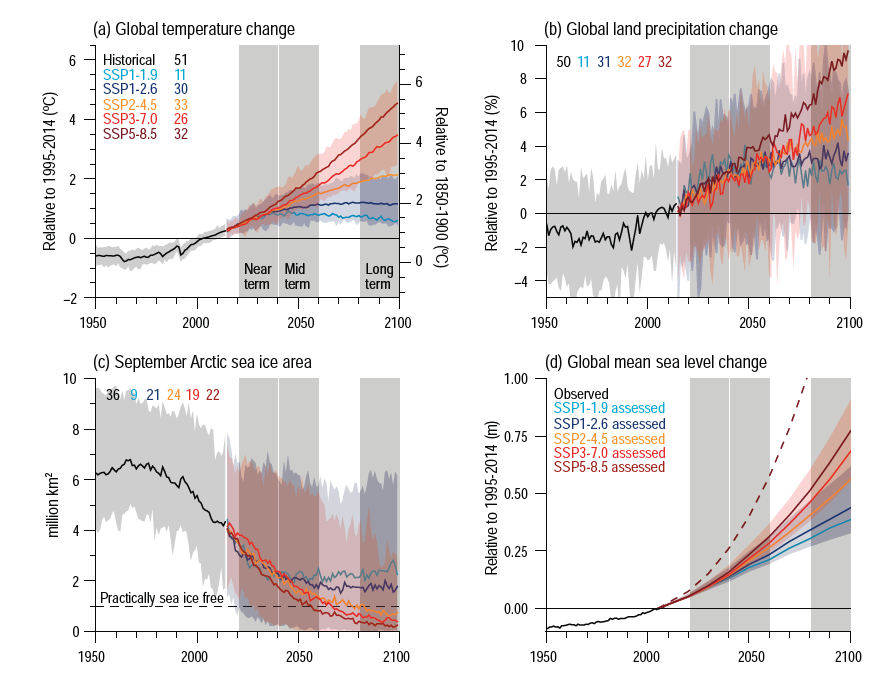 (a) Global temperature change
Relative to 1995-2014 (ºC)
6
4
2
0
−2
Historical 51
SSP1-1.9 11
SSP1-2.6 30
SSP2-4.5 33
SSP3-7.0 26
SSP5-8.5 32
Near term
Mid term
Long term
6
4
2
0
Relative to 1850-1900 (ºC)
1950 2000 2050 2100
(b) Global land precipitation change
Relative to 1995-2014 (%)
10
8
6
4
2
0
−2
−4
50 11 31 32 27 32
1950 2000 2050 2100
(c) September Arctic sea ice area
million km²
10
8
6
4
2
0
36 9 21 24 19 22
Practically sea ice free
1950 2000 2050 2100
(d) Global mean sea level change
Relative to 1995-2014 (m)
1.00
0.75
0.50
0.25
0.00
Observed
SSP1-1.9 assessed
SSP1-2.6 assessed
SSP2-4.5 assessed
SSP3-7.0 assessed
SSP5-8.5 assessed
1950 2000 2050 2100